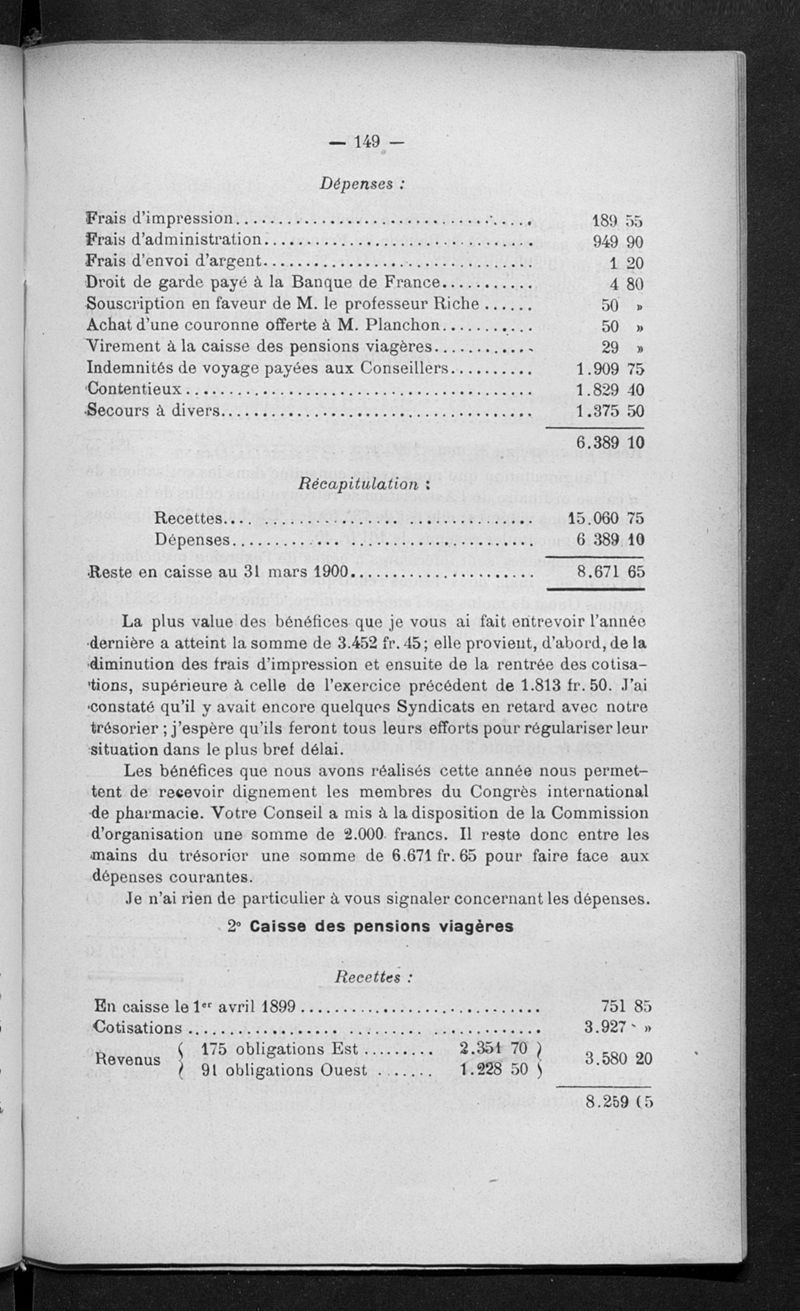 — 149 —
Dépenses :
Frais d'impression.................................. 189 55
Frais d'administration............................... 949 90
Frais d'envoi d'argent............................... 1 20
Droit de garde payé à la Banque de France........... 4 80
Souscription en faveur de M. le professeur Riche...... 50 »
Achat d'une couronne offerte à M. Planchon........... 50 »
Virement à la caisse des pensions viagères............ 29 »
Indemnités de voyage payées aux Conseillers.......... 1.909 75
Contentieux......................................... 1.829 40
Secours à divers..................................... 1.375 50
6.389 10
Récapitulation :
Recettes.... ................................ 15.060 75
Dépenses.................................... 6 389 10
Reste en caisse au 31 mars 1900...................... 8.671 65
La plus value des bénéfices que je vous ai fait entrevoir l'année
dernière a atteint la somme de 3.452 fr. 45; elle provient, d'abord, de la
diminution des frais d'impression et ensuite de la rentrée des cotisa-
tions, supérieure à celle de l'exercice précédent de 1.813 fr. 50. J'ai
constaté qu'il y avait encore quelques Syndicats en retard avec notre
trésorier ; j'espère qu'ils feront tous leurs efforts pour régulariser leur
situation dans le plus bref délai.
Les bénéfices que nous avons réalisés cette année nous permet-
tent de recevoir dignement les membres du Congrès international
de pharmacie. Votre Conseil a mis à la disposition de la Commission
d'organisation une somme de 2.000 francs. Il reste donc entre les
mains du trésorier une somme de 6.671 fr. 65 pour faire face aux
dépenses courantes.
Je n'ai rien de particulier à vous signaler concernant les dépenses.
2° Caisse des pensions viagères
Recettes :
En caisse le 1er avril 1899............................. 751 85
Cotisations.......................................... 3.927 »
Revenus { 175 obligations Est......... 2.351 70 } 3.580 20
{ 91 obligations Ouest ....... 1.228 50 }
8.259 (5